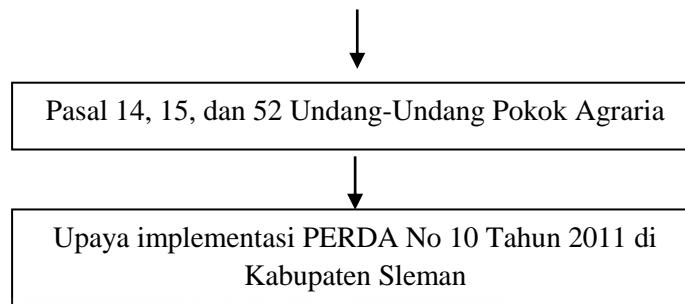 Pasal 14, 15, dan 52 Undang-Undang Pokok Agraria
Upaya implementasi PERDA No 10 Tahun 2011 di
Kabupaten Sleman